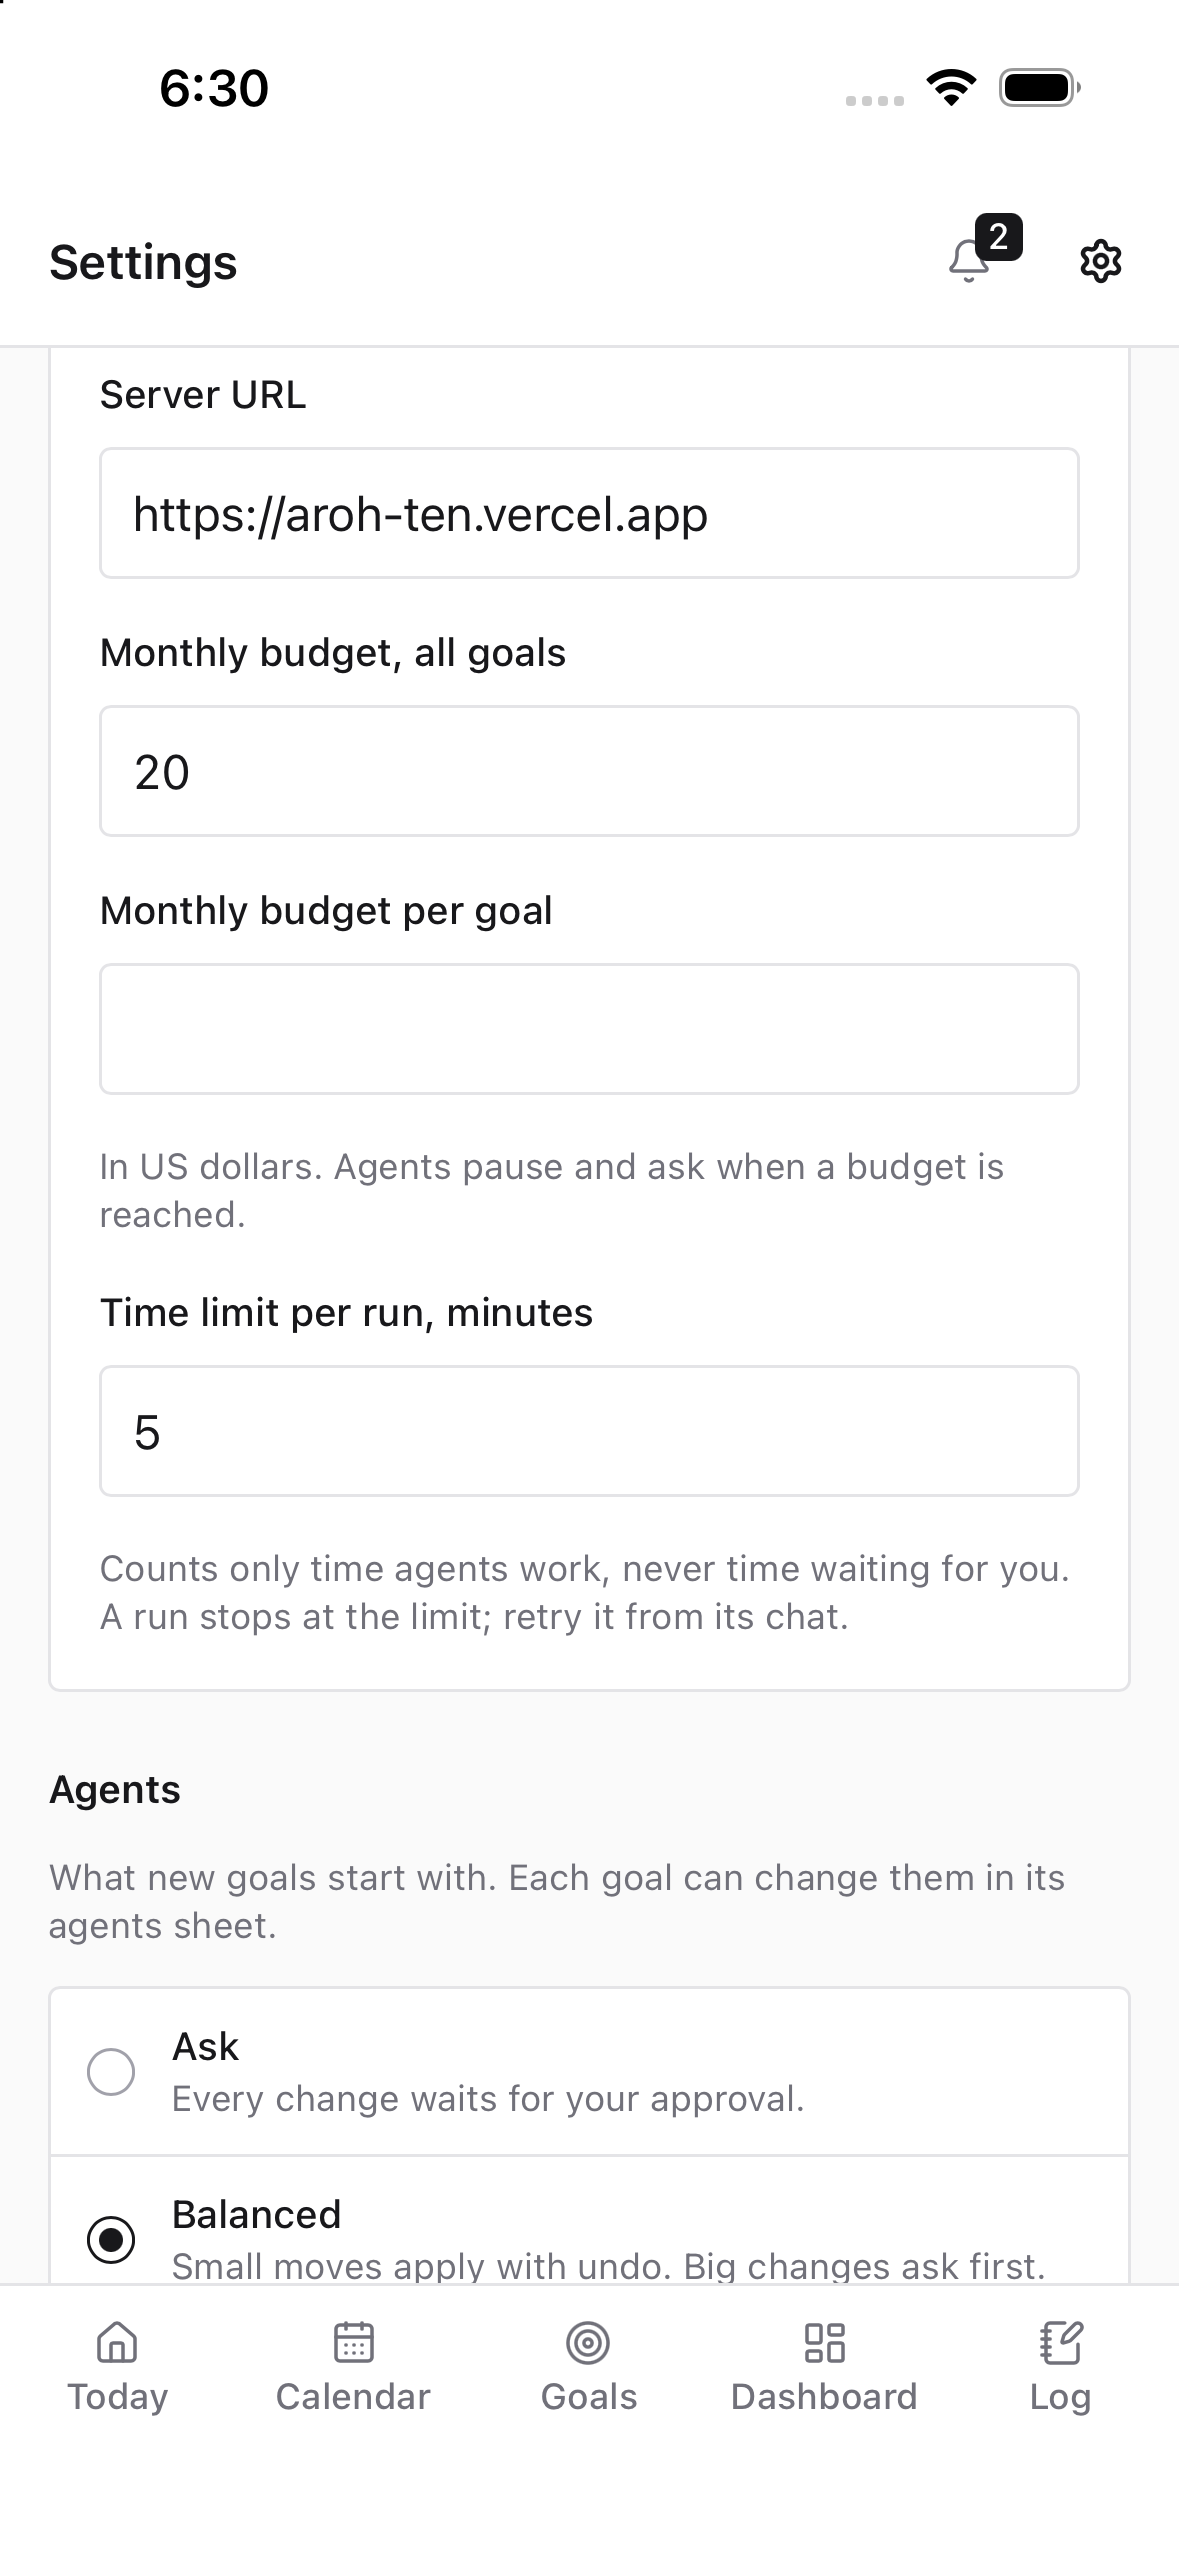 6:30
Settings
2
Server URL
https://aroh-ten.vercel.app
Monthly budget, all goals
20
Monthly budget per goal
In US dollars. Agents pause and ask when a budget is
reached.
Time limit per run, minutes
5
Counts only time agents work, never time waiting for you.
A run stops at the limit; retry it from its chat.
Agents
What new goals start with. Each goal can change them in its
agents sheet.
Ask
Every change waits for your approval.
Balanced
Small moves apply with undo. Big changes ask first.
Today
Calendar
Goals
Dashboard
Log